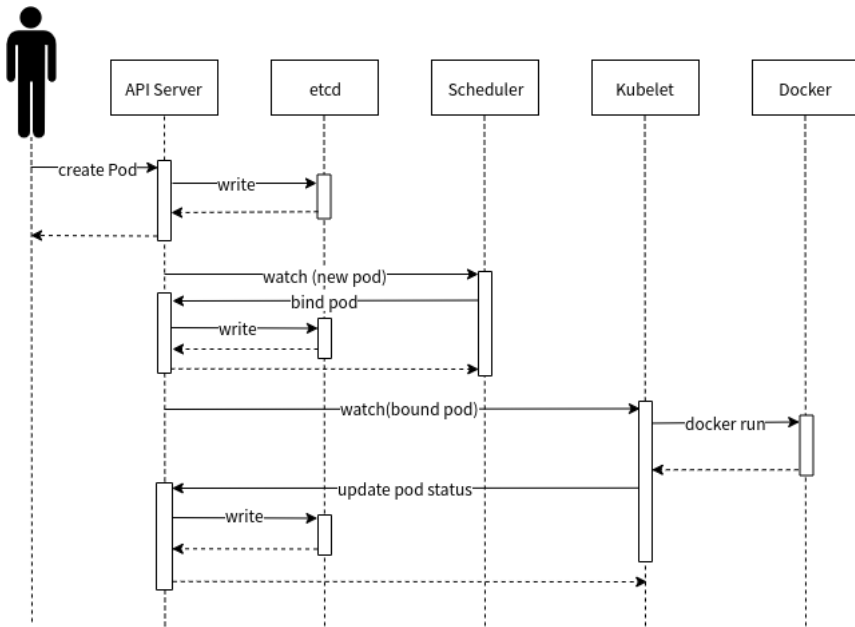 API Server
etcd
Scheduler
Kubelet
Docker
create Pod
write
watch (new pod)
bind pod
write
watch(bound pod)
docker run
update pod status
write